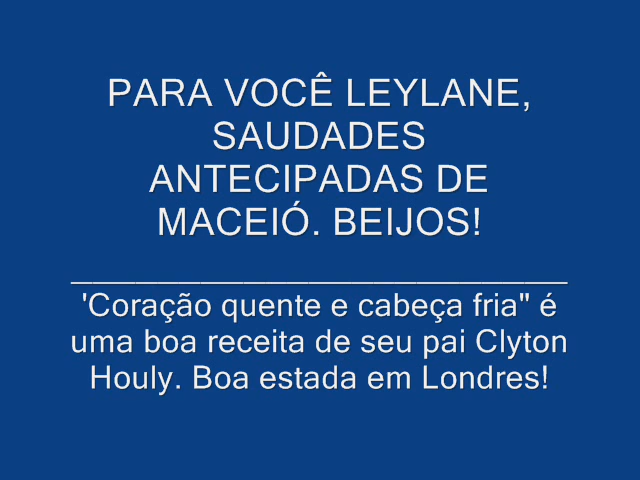 PARA VOCÊ LEYLANE,
SAUDADES
ANTECIPADAS DE
MACEIÓ. BEIJOS!
'Coração quente e cabeça fria" é
uma boa receita de seu pai Clyton
Houly. Boa estada em Londres!